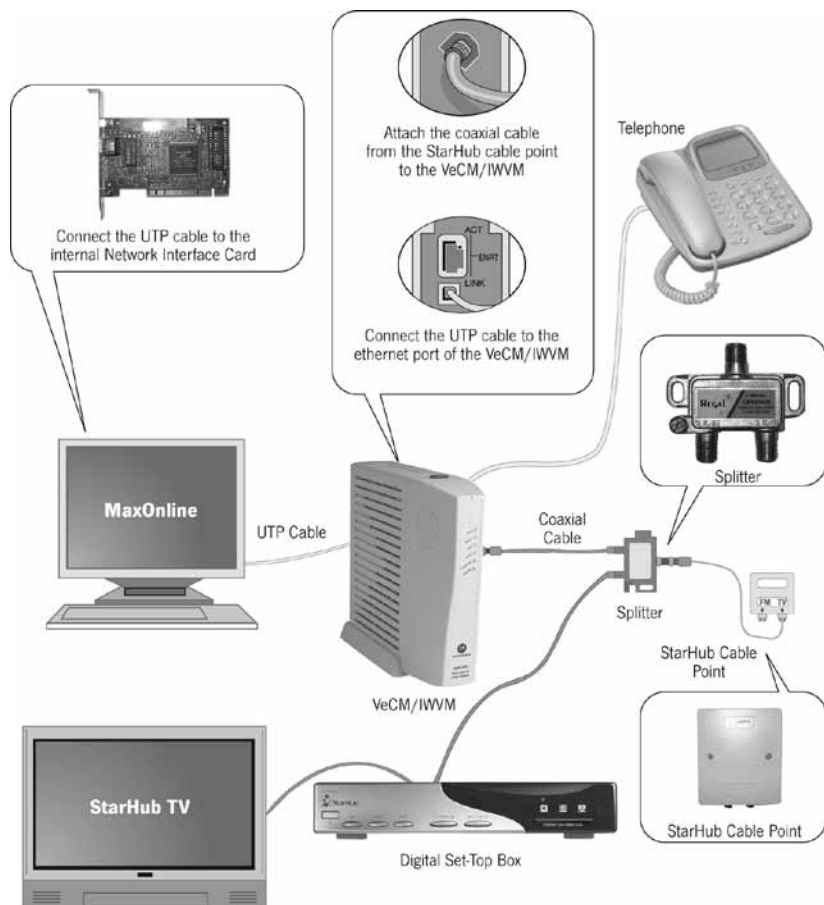 Attach the coaxial cable
from the StarHub cable point
to the VeCM/IWVM
Telephone
Connect the UTP cable to the
internal Network Interface Card
ACT
LINK
Connect the UTP cable to the
ethernet port of the VeCM/IWVM
REGAL
Splitter
MaxOnline
UTP Cable
Coaxial
Cable
FM TV
Splitter
StarHub Cable
Point
VeCM/IWVM
StarHub TV
StarHub
Digital Set-Top Box
StarHub Cable Point